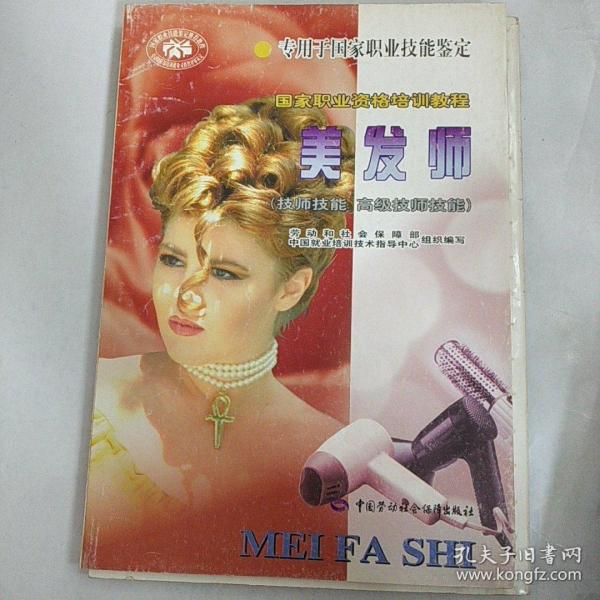 专用于国家职业技能鉴定
国家职业资格培训教程
美发师
(技师技能 高级技师技能)
劳动和社会保障部
中国就业培训技术指导中心
组织编写
中国劳动社会保障出版社
MEI FA SHI
孔夫子旧书网
www.kongfz.com